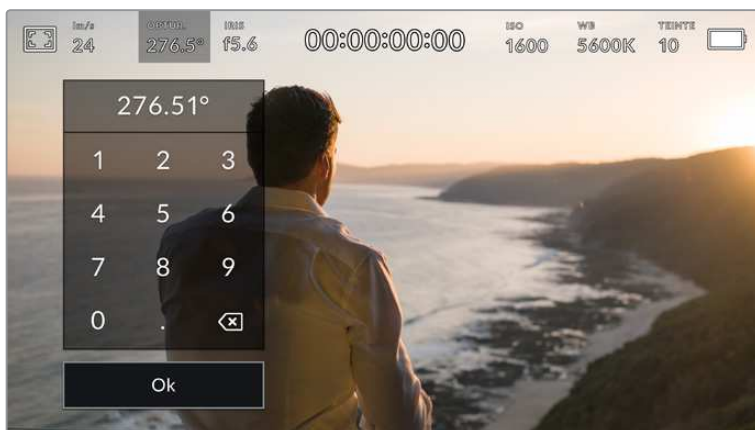 Im/s OBTUR. IRIS ISO WB TEINTE
24 276.5° f5.6 00:00:00:00 1600 5600K 10
276.51°
1 2 3
4 5 6
7 8 9
0 .
Ok